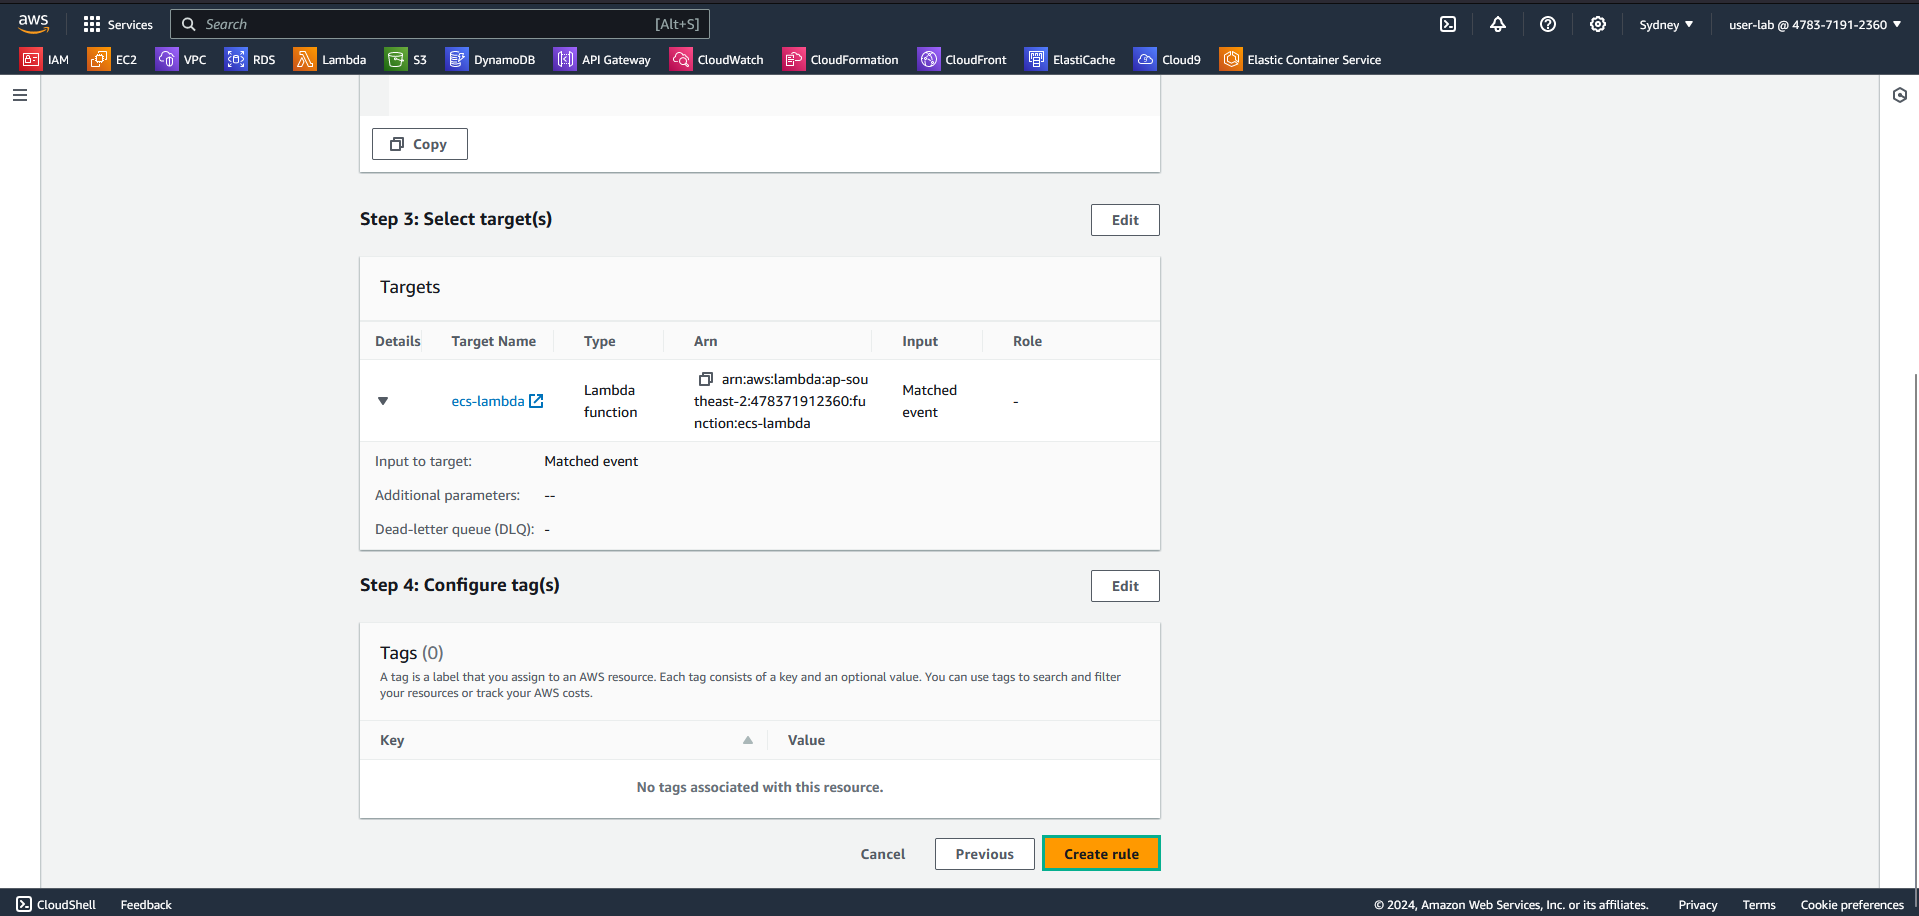 aws
Services
Search
[Alt+S]
Sydney
user-lab @ 4783-7191-2360
IAM
EC2
VPC
RDS
Lambda
S3
DynamoDB
API Gateway
CloudWatch
CloudFormation
CloudFront
ElastiCache
Cloud9
Elastic Container Service
Copy
Step 3: Select target(s)
Edit
Targets
Details
Target Name
Type
Arn
Input
Role
ecs-lambda
Lambda
function
arn:aws:lambda:ap-sou
theast-2:478371912360:fu
nction:ecs-lambda
Matched
event
-
Input to target:
Matched event
Additional parameters:
--
Dead-letter queue (DLQ):
-
Step 4: Configure tag(s)
Edit
Tags (0)
A tag is a label that you assign to an AWS resource. Each tag consists of a key and an optional value. You can use tags to search and filter
your resources or track your AWS costs.
Key
Value
No tags associated with this resource.
Cancel
Previous
Create rule
CloudShell
Feedback
© 2024, Amazon Web Services, Inc. or its affiliates.
Privacy
Terms
Cookie preferences